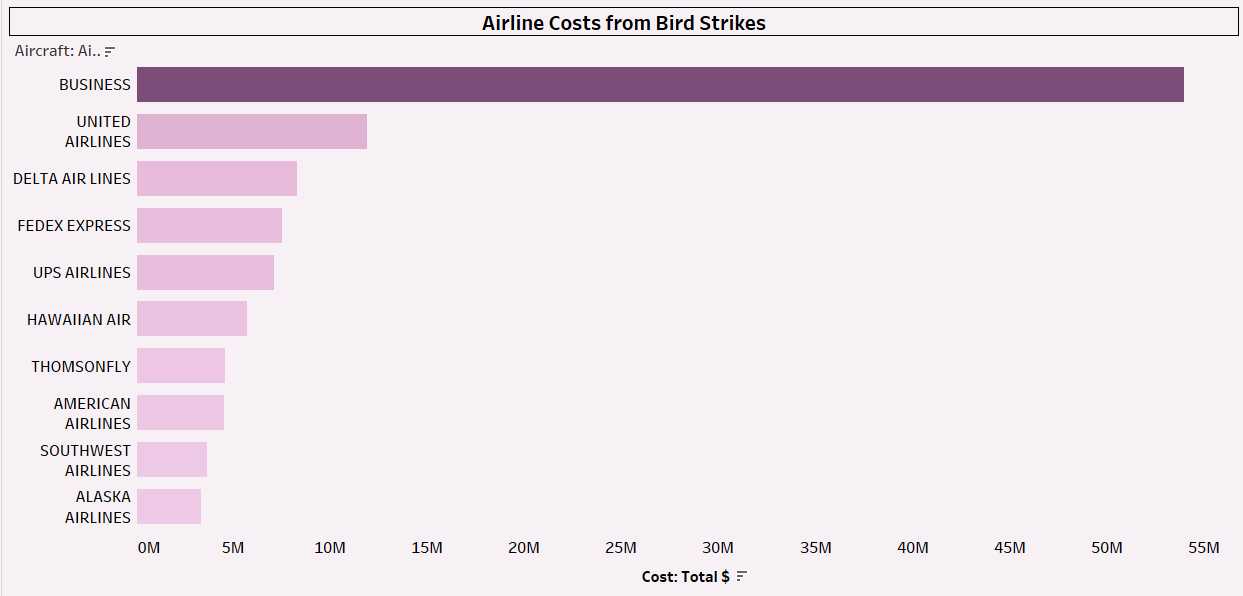 Airline Costs from Bird Strikes
Aircraft: Ai..
BUSINESS
UNITED
AIRLINES
DELTA AIR LINES
FEDEX EXPRESS
UPS AIRLINES
HAWAIIAN AIR
THOMSONFLY
AMERICAN
AIRLINES
SOUTHWEST
AIRLINES
ALASKA
AIRLINES
0M 5M 10M 15M 20M 25M 30M 35M 40M 45M 50M 55M
Cost: Total $